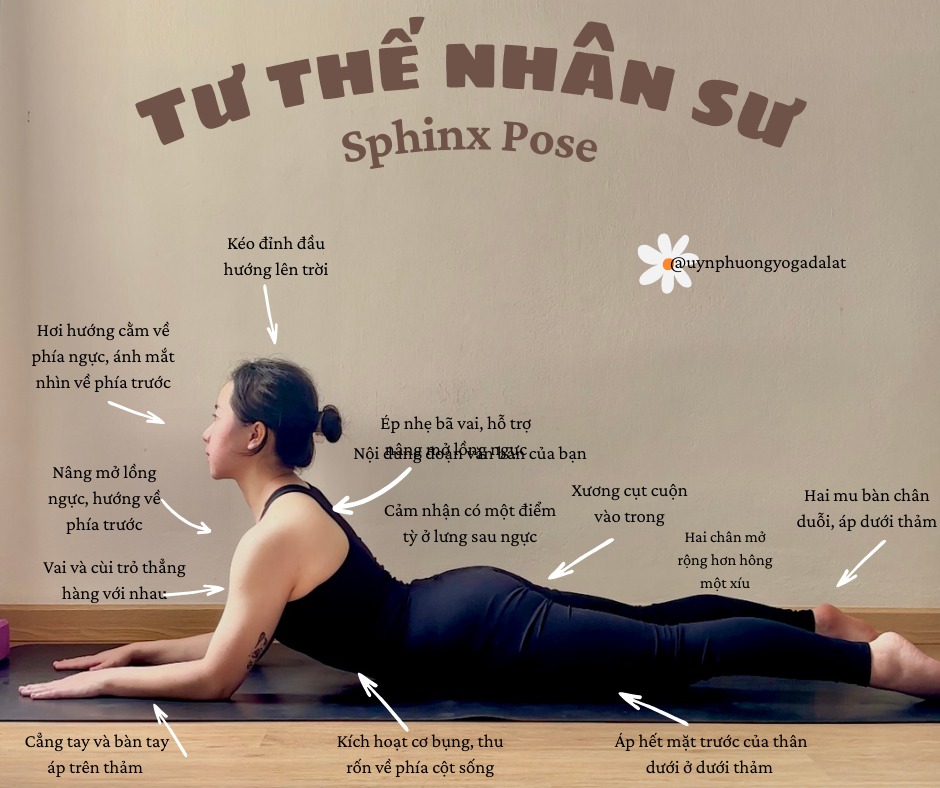 TƯ THẾ NHÂN SƯ
Sphinx Pose
Kéo đỉnh đầu
hướng lên trời
@uynphuongyogadalat
Hơi hướng cằm về
phía ngực, ánh mắt
nhìn về phía trước
Ép nhẹ bã vai, hỗ trợ
nâng mở lồng ngực
Nội dung đoạn văn bản của bạn
Nâng mở lồng
ngực, hướng về
phía trước
Cảm nhận có một điểm
tỳ ở lưng sau ngực
Xương cụt cuộn
vào trong
Hai chân mở
rộng hơn hông
một xíu
Hai mu bàn chân
duỗi, áp dưới thảm
Vai và cùi trỏ thẳng
hàng với nhau
Cẳng tay và bàn tay
áp trên thảm
Kích hoạt cơ bụng, thu
rốn về phía cột sống
Áp hết mặt trước của thân
dưới ở dưới thảm